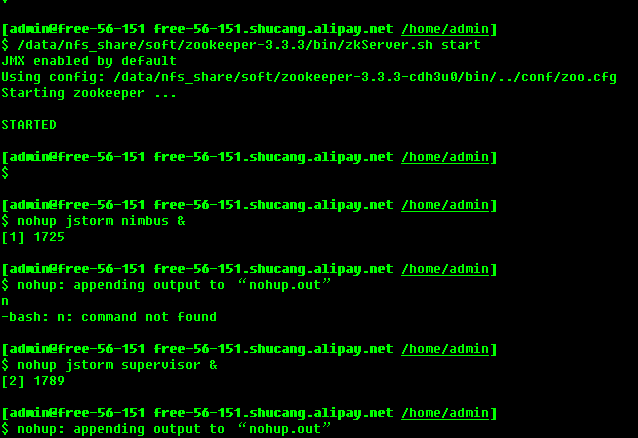 [admin@free-56-151 free-56-151.shucang.alipay.net /home/admin]
$ /data/nfs_share/soft/zookeeper-3.3.3/bin/zkServer.sh start
JMX enabled by default
Using config: /data/nfs_share/soft/zookeeper-3.3.3-cdh3u0/bin/../conf/zoo.cfg
Starting zookeeper ...
STARTED
[admin@free-56-151 free-56-151.shucang.alipay.net /home/admin]
$
[admin@free-56-151 free-56-151.shucang.alipay.net /home/admin]
$ nohup jstorm nimbus &
[1] 1725
[admin@free-56-151 free-56-151.shucang.alipay.net /home/admin]
$ nohup: appending output to “nohup.out”
n
-bash: n: command not found
[admin@free-56-151 free-56-151.shucang.alipay.net /home/admin]
$ nohup jstorm supervisor &
[2] 1789
[admin@free-56-151 free-56-151.shucang.alipay.net /home/admin]
$ nohup: appending output to “nohup.out”